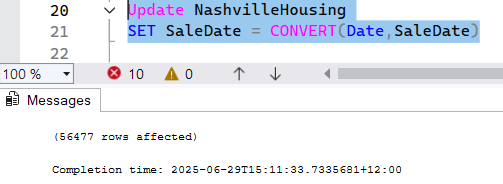 20 Update NashvilleHousing
21 SET SaleDate = CONVERT(Date,SaleDate)
22
100 % 10 0
Messages
(56477 rows affected)
Completion time: 2025-06-29T15:11:33.7335681+12:00